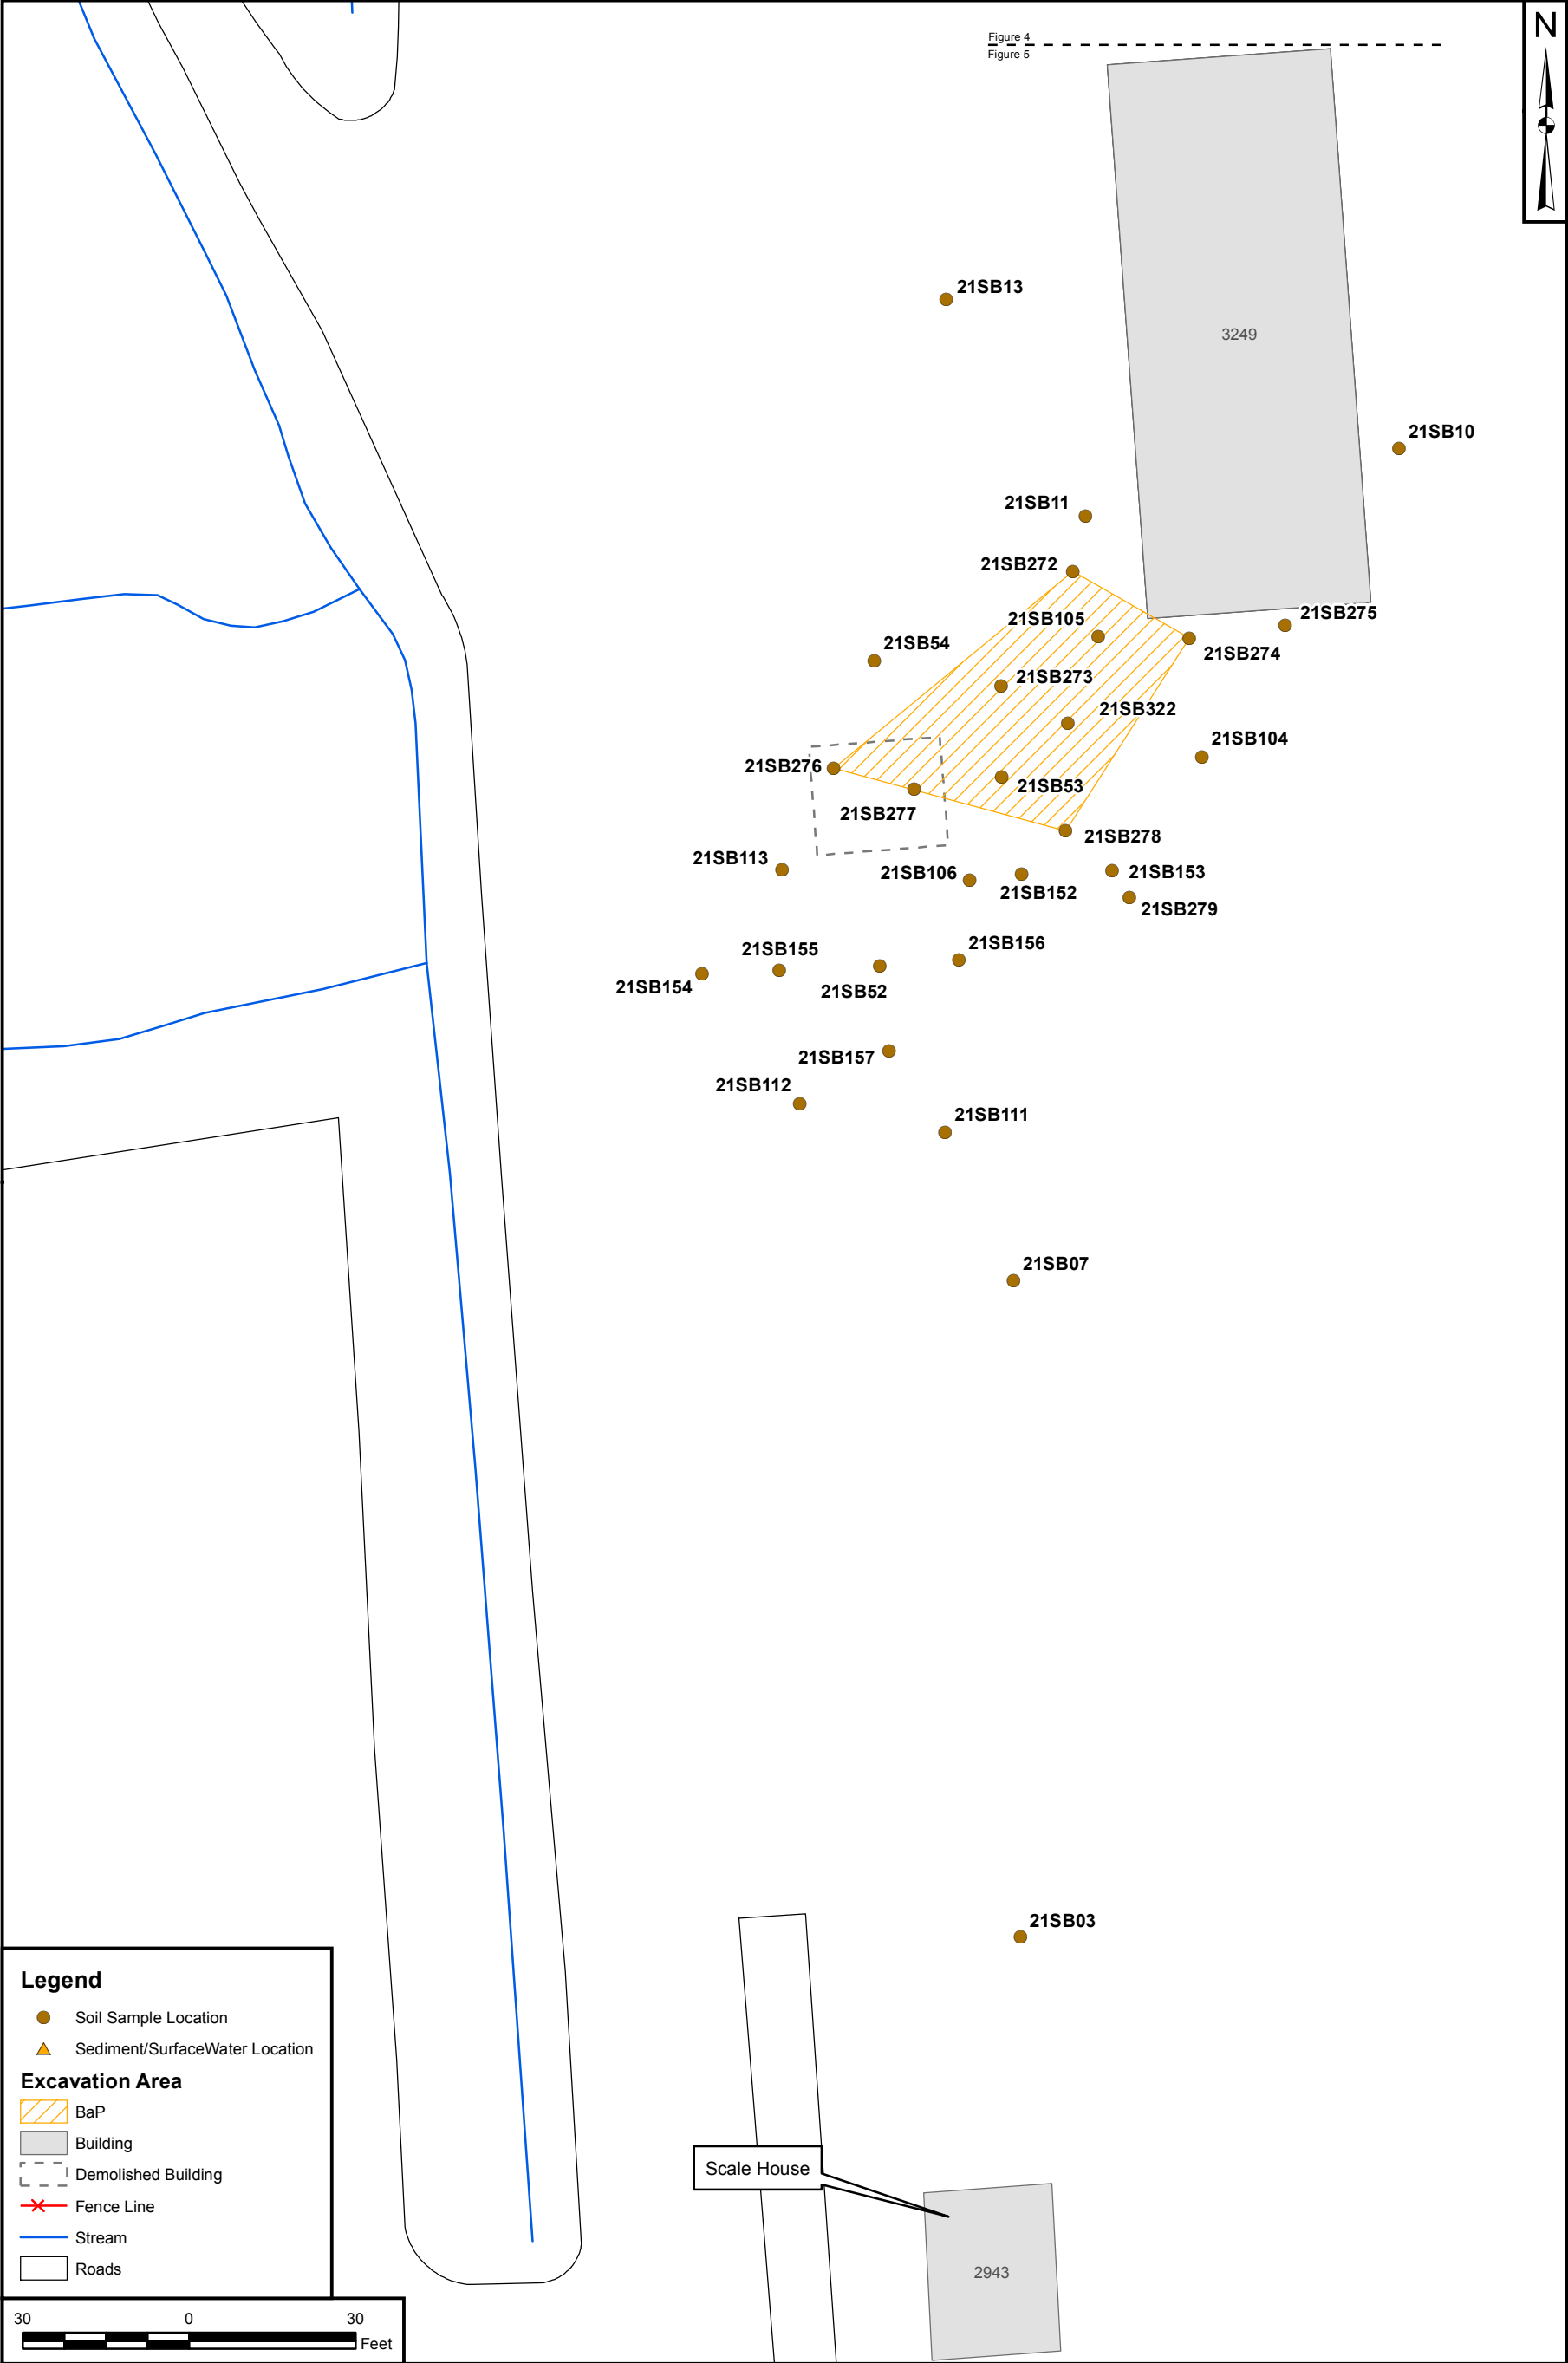 Figure 4
Figure 5
N
21SB13
3249
21SB10
21SB11
21SB272
21SB105
21SB275
21SB54
21SB274
21SB273
21SB322
21SB104
21SB276
21SB53
21SB277
21SB278
21SB113
21SB106
21SB153
21SB152
21SB279
21SB155
21SB156
21SB154
21SB52
21SB157
21SB112
21SB111
21SB07
21SB03
Legend
Soil Sample Location
Sediment/SurfaceWater Location
Excavation Area
BaP
Building
Demolished Building
Fence Line
Stream
Roads
Scale House
2943
30 0 30
Feet